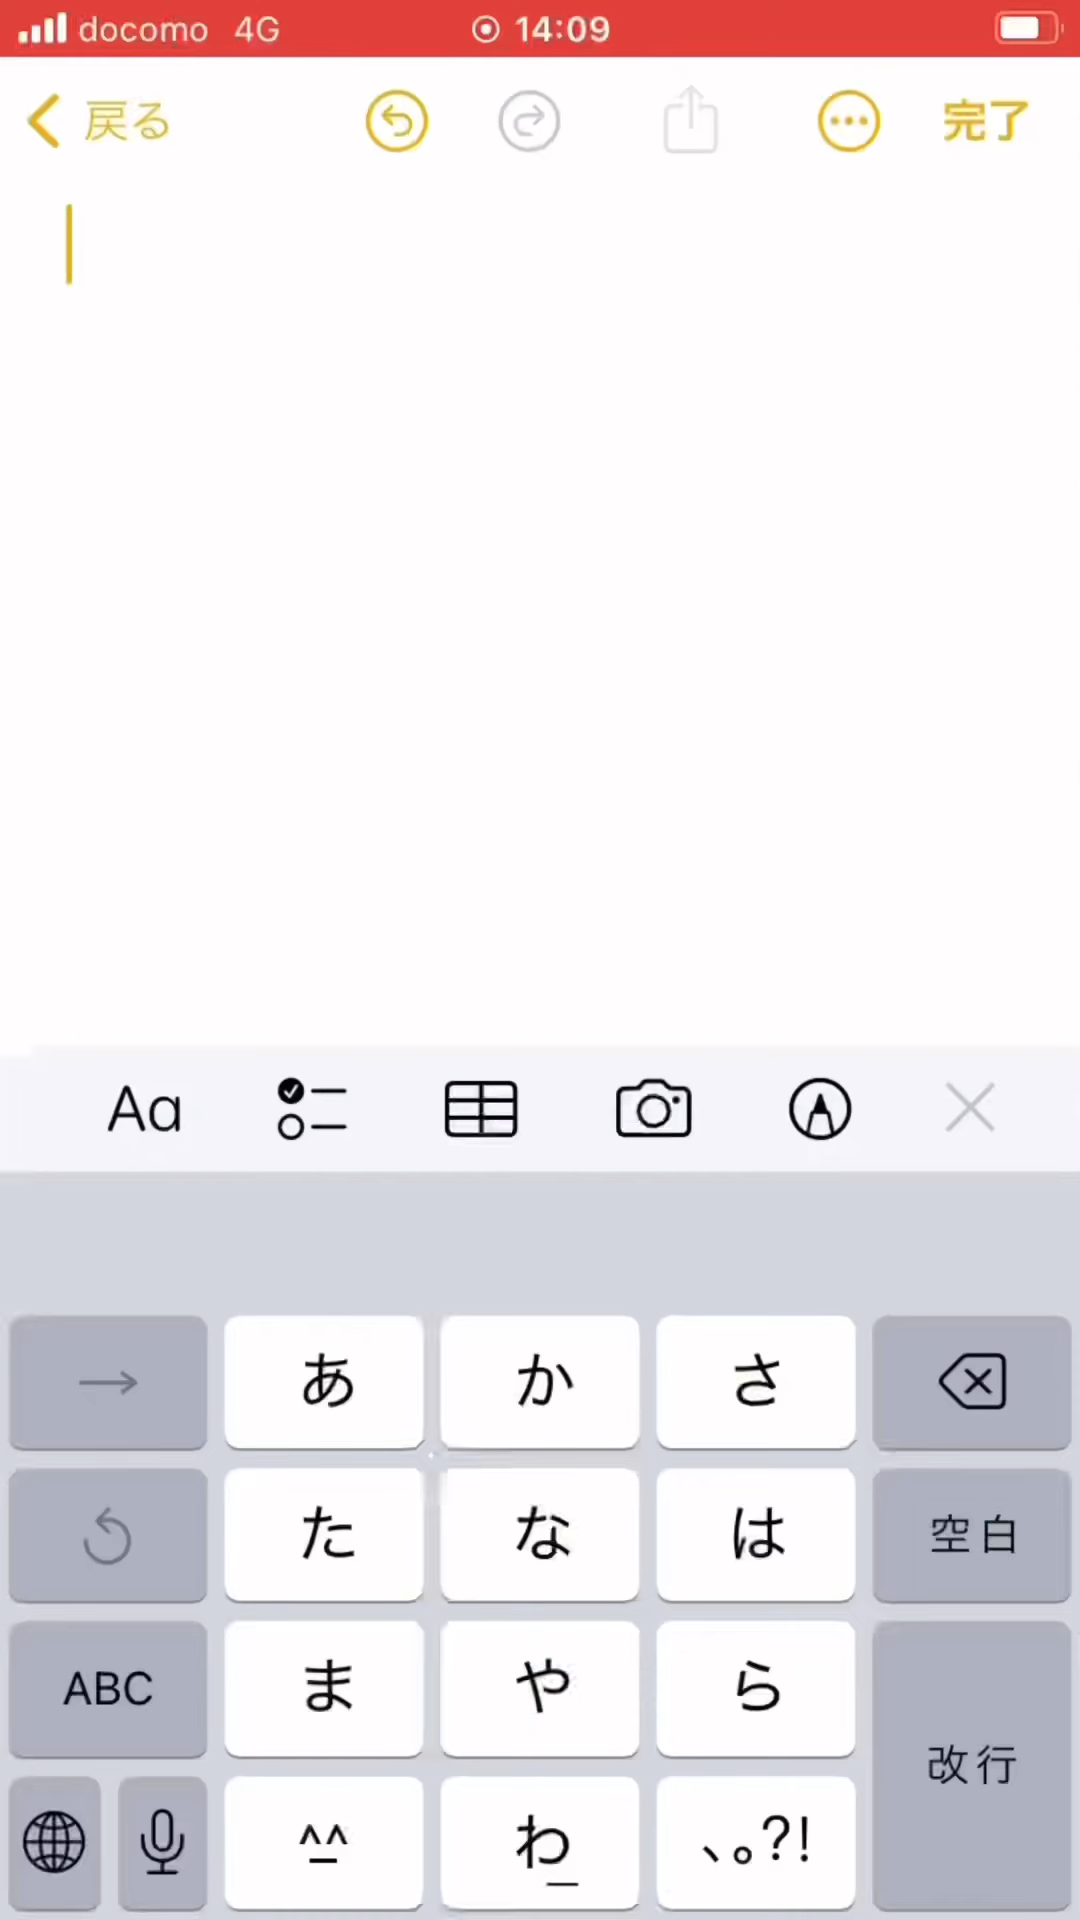 docomo 4G 14:09
戻る 完了
Aa
→ あ か さ
た な は 空白
ABC ま や ら
改行
^_^ わ_ 、。?!